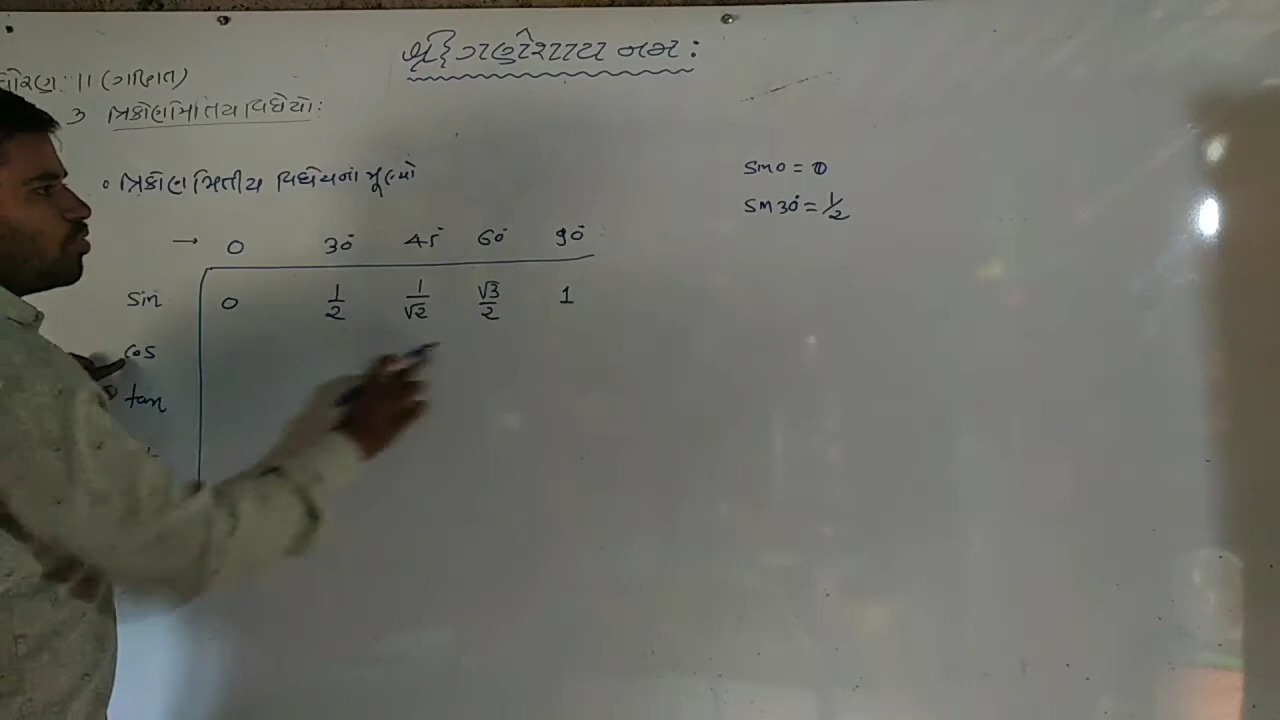 શ્રી ગણેશાય નમઃ
ધોરણ: 11 (ગણિત)
3 ત્રિકોણમિતિય વિધેયો:
ત્રિકોણમિતીય વિધેયનાં મૂલ્યો
sin 0 = 0
sin 30° = 1/2
→ 0 30° 45° 60° 90°
sin 0 1/2 1/√2 √3/2 1
cos
tan